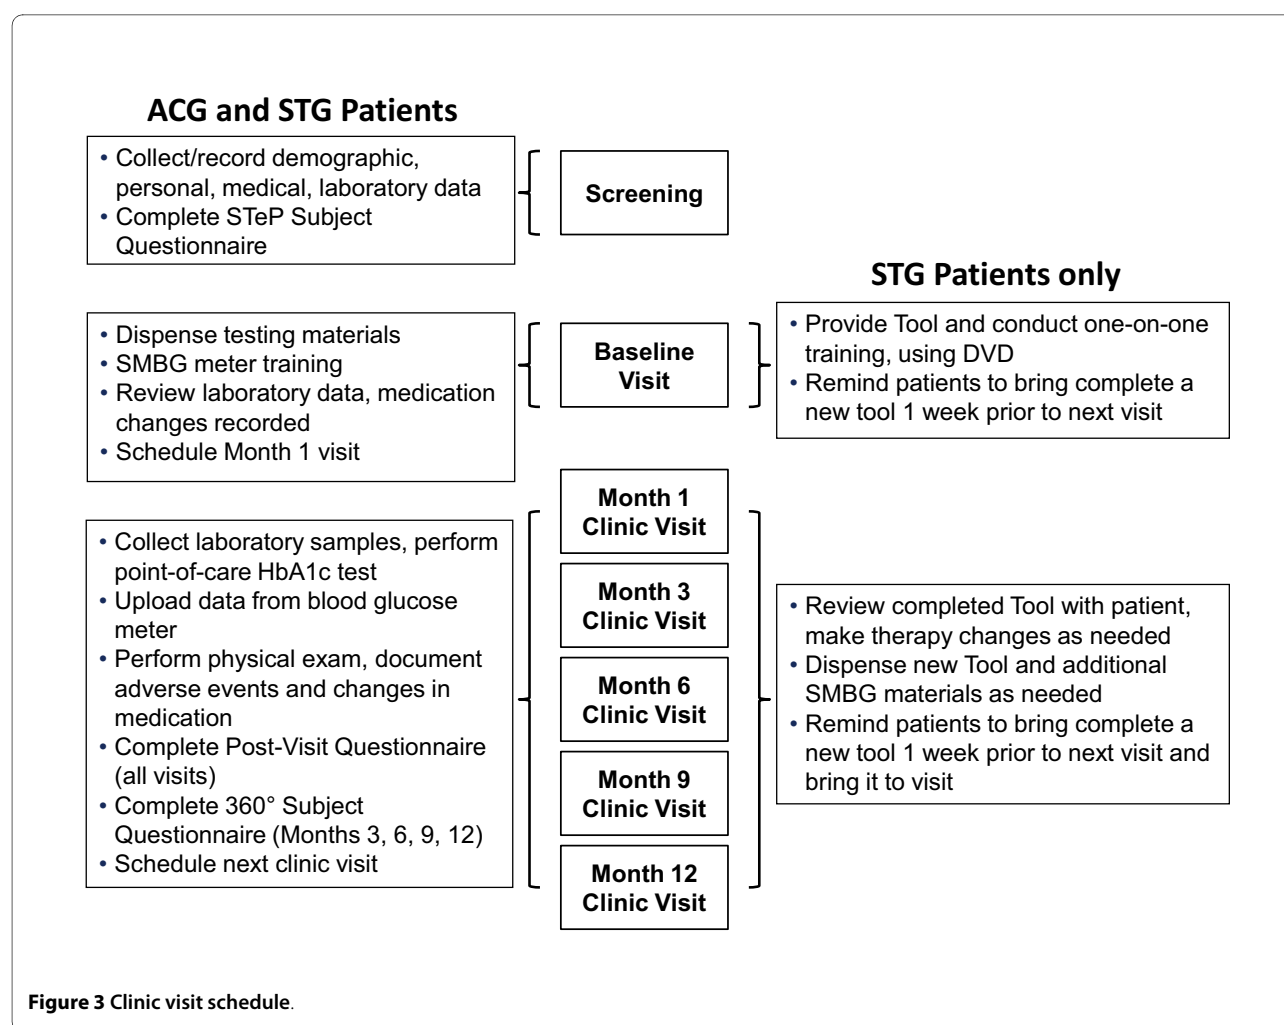 ACG and STG Patients
• Collect/record demographic,
personal, medical, laboratory data
• Complete STeP Subject
Questionnaire
Screening
STG Patients only
• Dispense testing materials
• SMBG meter training
• Review laboratory data, medication
changes recorded
• Schedule Month 1 visit
Baseline
Visit
• Provide Tool and conduct one-on-one
training, using DVD
• Remind patients to bring complete a
new tool 1 week prior to next visit
• Collect laboratory samples, perform
point-of-care HbA1c test
• Upload data from blood glucose
meter
• Perform physical exam, document
adverse events and changes in
medication
• Complete Post-Visit Questionnaire
(all visits)
• Complete 360° Subject
Questionnaire (Months 3, 6, 9, 12)
• Schedule next clinic visit
Month 1
Clinic Visit
Month 3
Clinic Visit
Month 6
Clinic Visit
Month 9
Clinic Visit
Month 12
Clinic Visit
• Review completed Tool with patient,
make therapy changes as needed
• Dispense new Tool and additional
SMBG materials as needed
• Remind patients to bring complete a
new tool 1 week prior to next visit and
bring it to visit
Figure 3 Clinic visit schedule.